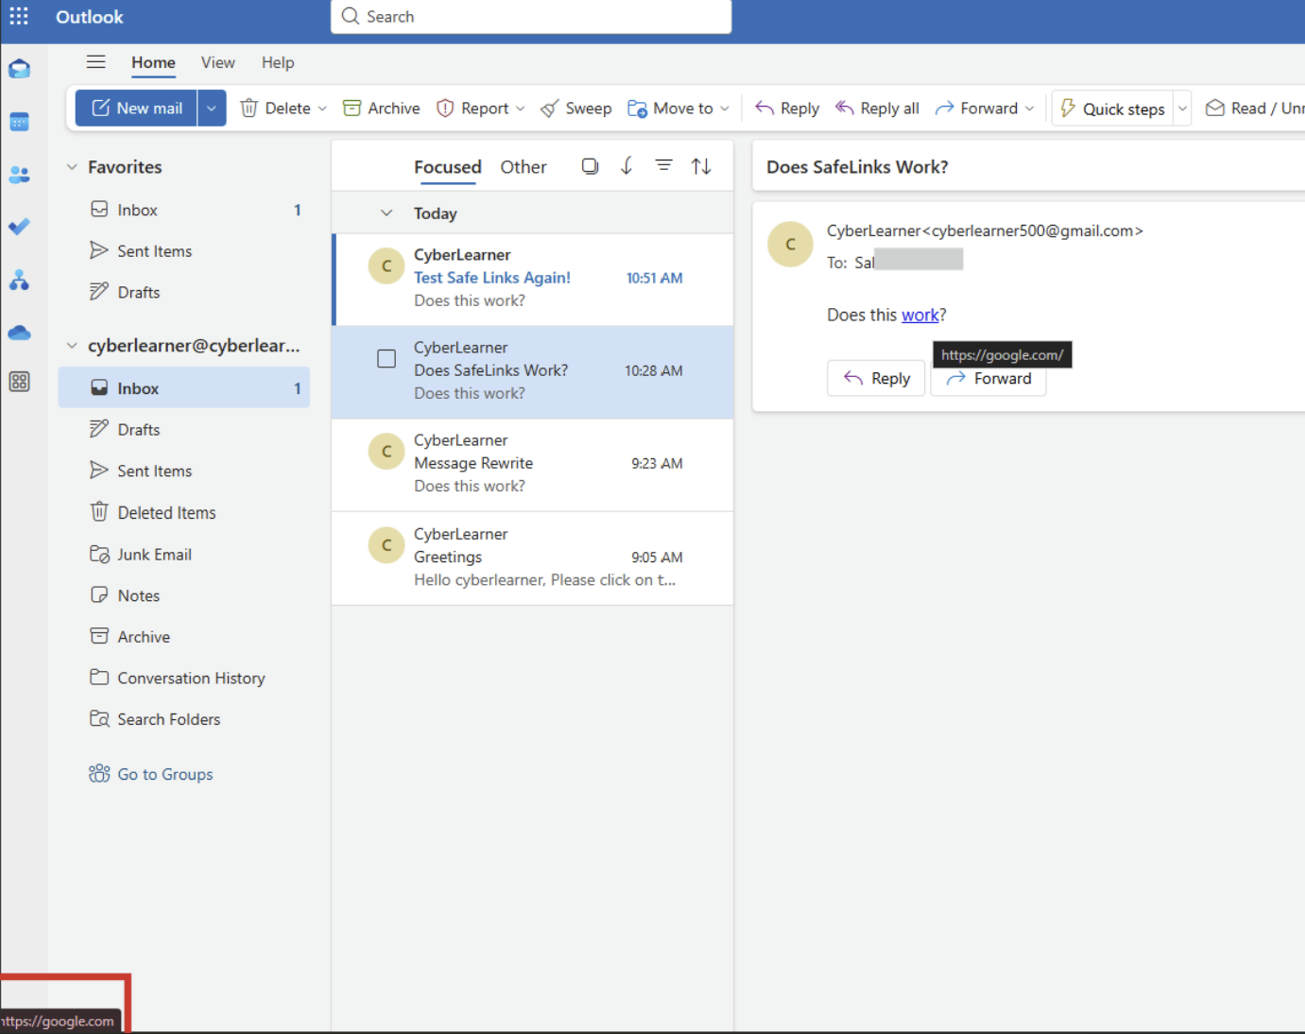 Outlook
Search
Home View Help
New mail Delete Archive Report Sweep Move to Reply Reply all Forward Quick steps Read / Unr
Favorites
Inbox 1
Sent Items
Drafts
cyberlearner@cyberlear...
Inbox 1
Drafts
Sent Items
Deleted Items
Junk Email
Notes
Archive
Conversation History
Search Folders
Go to Groups
Focused Other
Today
C
CyberLearner
Test Safe Links Again! 10:51 AM
Does this work?
CyberLearner
Does SafeLinks Work? 10:28 AM
Does this work?
C
CyberLearner
Message Rewrite 9:23 AM
Does this work?
C
CyberLearner
Greetings 9:05 AM
Hello cyberlearner, Please click on t...
Does SafeLinks Work?
C
CyberLearner<cyberlearner500@gmail.com>
To: Sal
Does this work?
https://google.com/
Reply Forward
https://google.com